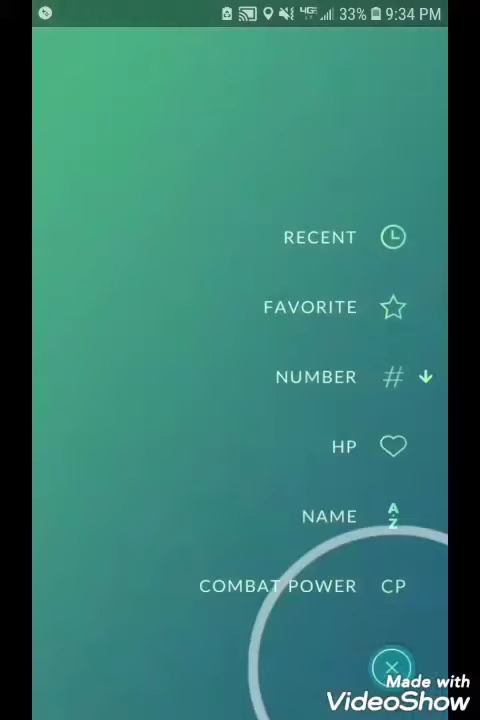 33% 9:34 PM
RECENT
FAVORITE
NUMBER #
HP
NAME A Z
COMBAT POWER CP
Made with
VideoShow